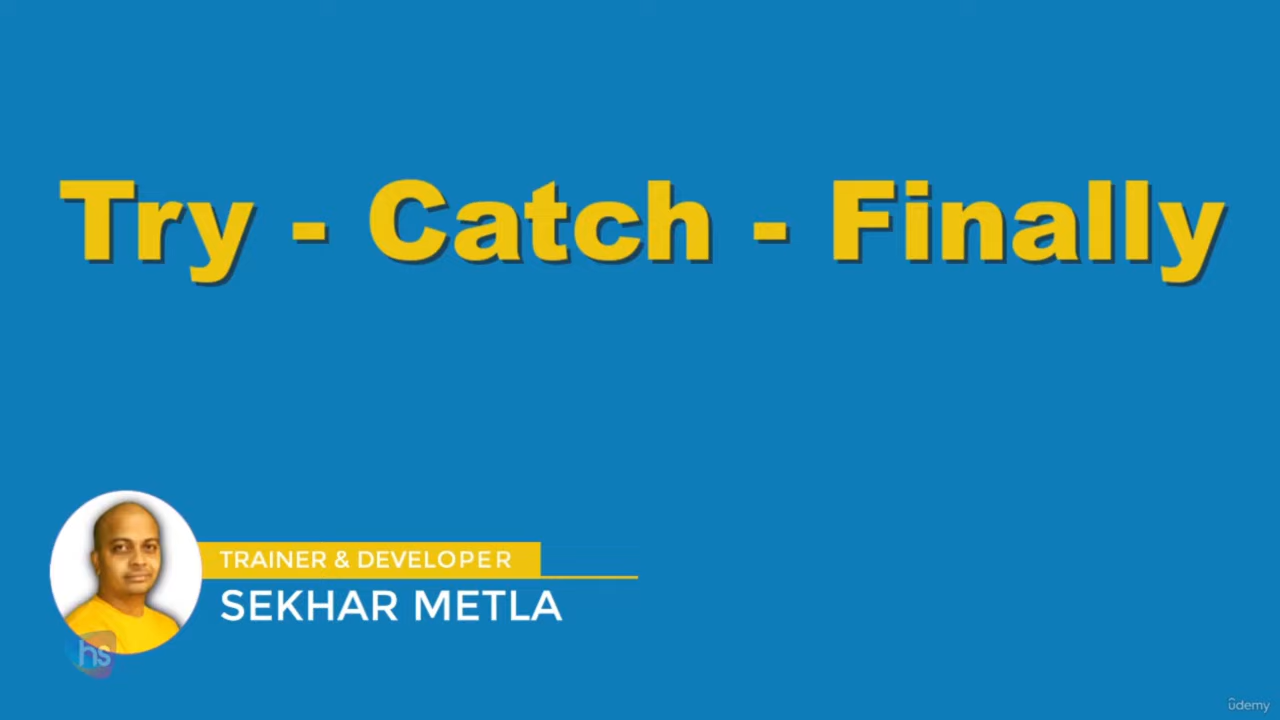 Try - Catch - Finally
TRAINER & DEVELOPER
SEKHAR METLA
hs
ûdemy